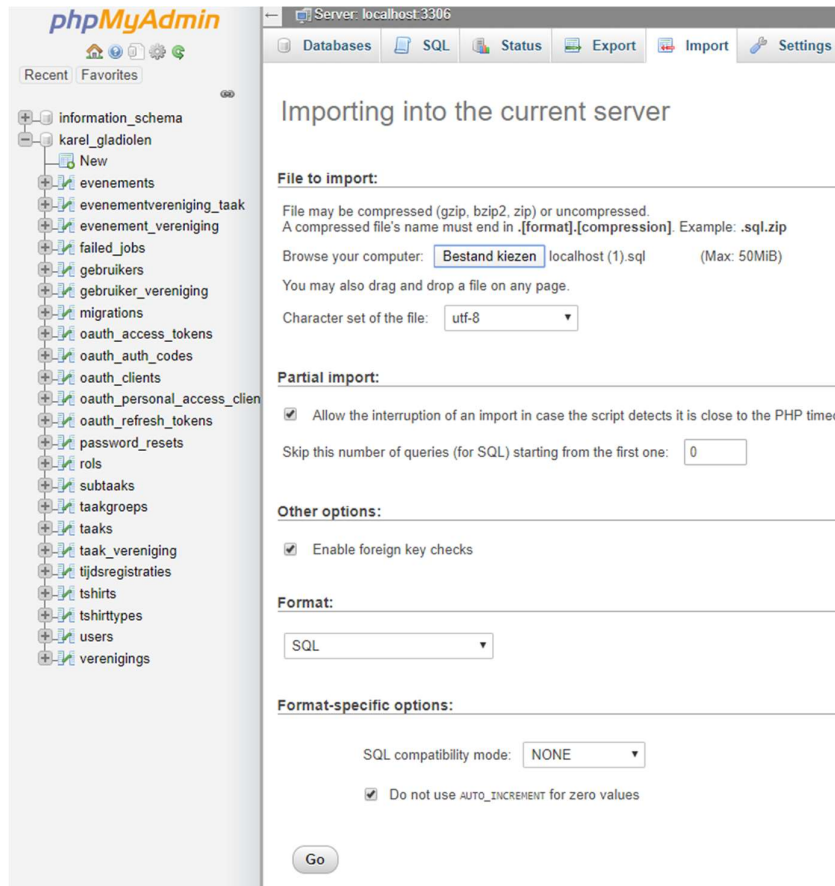 phpMyAdmin
Recent Favorites
information_schema
karel_gladiolen
New
evenements
evenementvereniging_taak
evenement_vereniging
failed_jobs
gebruikers
gebruiker_vereniging
migrations
oauth_access_tokens
oauth_auth_codes
oauth_clients
oauth_personal_access_clien
oauth_refresh_tokens
password_resets
rols
subtaaks
taakgroeps
taaks
taak_vereniging
tijdsregistraties
tshirts
tshirttypes
users
verenigings
Server: localhost:3306
Databases SQL Status Export Import Settings
Importing into the current server
File to import:
File may be compressed (gzip, bzip2, zip) or uncompressed.
A compressed file's name must end in .[format].[compression]. Example: .sql.zip
Browse your computer: Bestand kiezen localhost (1).sql (Max: 50MiB)
You may also drag and drop a file on any page.
Character set of the file: utf-8
Partial import:
Allow the interruption of an import in case the script detects it is close to the PHP timeo
Skip this number of queries (for SQL) starting from the first one: 0
Other options:
Enable foreign key checks
Format:
SQL
Format-specific options:
SQL compatibility mode: NONE
Do not use AUTO_INCREMENT for zero values
Go